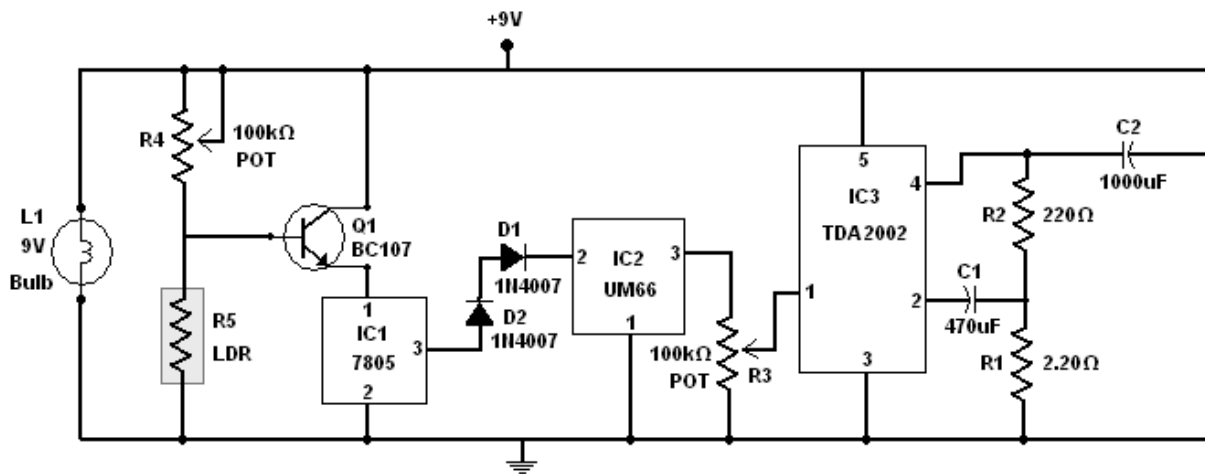 +9V
R4
100kΩ
POT
L1
9V
Bulb
Q1
BC107
R5
LDR
1
IC1
7805
3
2
D1
1N4007
D2
1N4007
2
IC2
UM66
3
1
100kΩ
POT
R3
5
IC3
TDA2002
4
1
2
3
C1
470uF
R2
220Ω
R1
2.20Ω
C2
1000uF